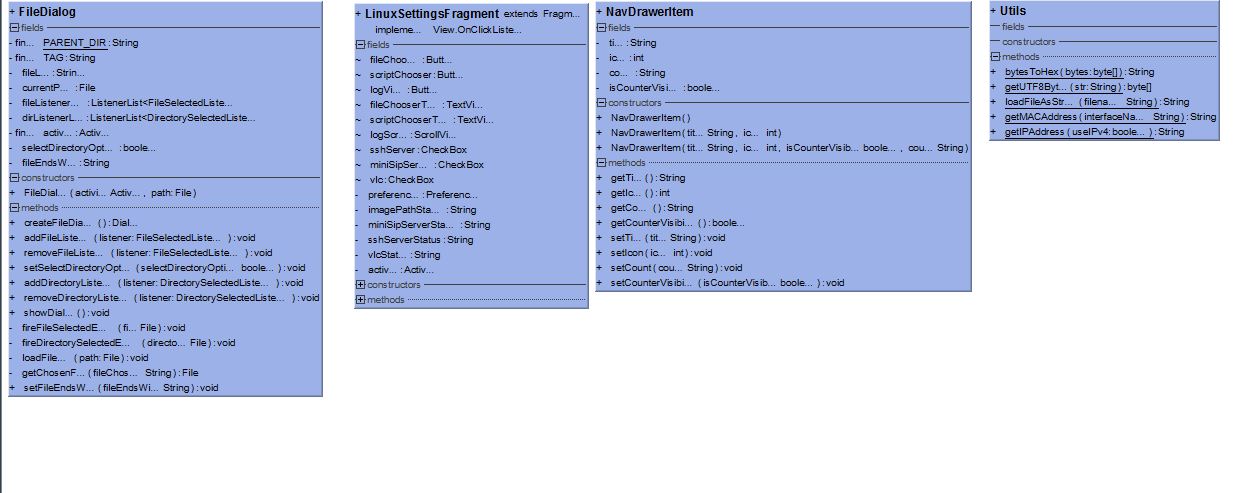 + FileDialog
fields
- fin... PARENT_DIR : String
- fin... TAG : String
- fileL... : Strin...
- currentP... : File
- fileListener... : ListenerList<FileSelectedListe...
- dirListenerL... : ListenerList<DirectorySelectedListe...
- fin... activ... : Activ...
- selectDirectoryOpt... : boole...
- fileEndsW... : String
constructors
+ FileDial... ( activi... Activ... , path: File )
methods
+ createFileDia... ( ) : Dial...
+ addFileListe... ( listener: FileSelectedListe... ) : void
+ removeFileListe... ( listener: FileSelectedListe... ) : void
+ setSelectDirectoryOpt... ( selectDirectoryOpti... boole... ) : void
+ addDirectoryListe... ( listener: DirectorySelectedListe... ) : void
+ removeDirectoryListe... ( listener: DirectorySelectedListe... ) : void
+ showDial... ( ) : void
- fireFileSelectedE... ( fi... File ) : void
- fireDirectorySelectedE... ( directo... File ) : void
- loadFile... ( path: File ) : void
- getChosenF... ( fileChos... String ) : File
+ setFileEndsW... ( fileEndsWi... String ) : void
+ LinuxSettingsFragment extends Fragm...
impleme... View.OnClickListe...
fields
~ fileChoo... : Butt...
~ scriptChooser : Butt...
~ logVi... : Butt...
~ fileChooserT... : TextVi...
~ scriptChooserT... : TextVi...
~ logScr... : ScrollVi...
~ sshServer : CheckBox
~ miniSipSer... : CheckBox
~ vlc : CheckBox
- preferenc... : Preferenc...
- imagePathSta... : String
- miniSipServerSta... : String
- sshServerStatus : String
- vlcStat... : String
- activ... : Activ...
constructors
methods
+ NavDrawerItem
fields
- ti... : String
- ic... : int
- co... : String
- isCounterVisi... : boole...
constructors
+ NavDrawerItem ( )
+ NavDrawerItem ( tit... String , ic... int )
+ NavDrawerItem ( tit... String , ic... int , isCounterVisib... boole... , cou... String )
methods
+ getTi... ( ) : String
+ getIc... ( ) : int
+ getCo... ( ) : String
+ getCounterVisibi... ( ) : boole...
+ setTi... ( tit... String ) : void
+ setIcon ( ic... int ) : void
+ setCount ( cou... String ) : void
+ setCounterVisibi... ( isCounterVisib... boole... ) : void
+ Utils
fields
constructors
methods
+ bytesToHex ( bytes: byte[] ) : String
+ getUTF8Byt... ( str: String ) : byte[]
+ loadFileAsStr... ( filena... String ) : String
+ getMACAddress ( interfaceNa... String ) : String
+ getIPAddress ( useIPv4: boole... ) : String